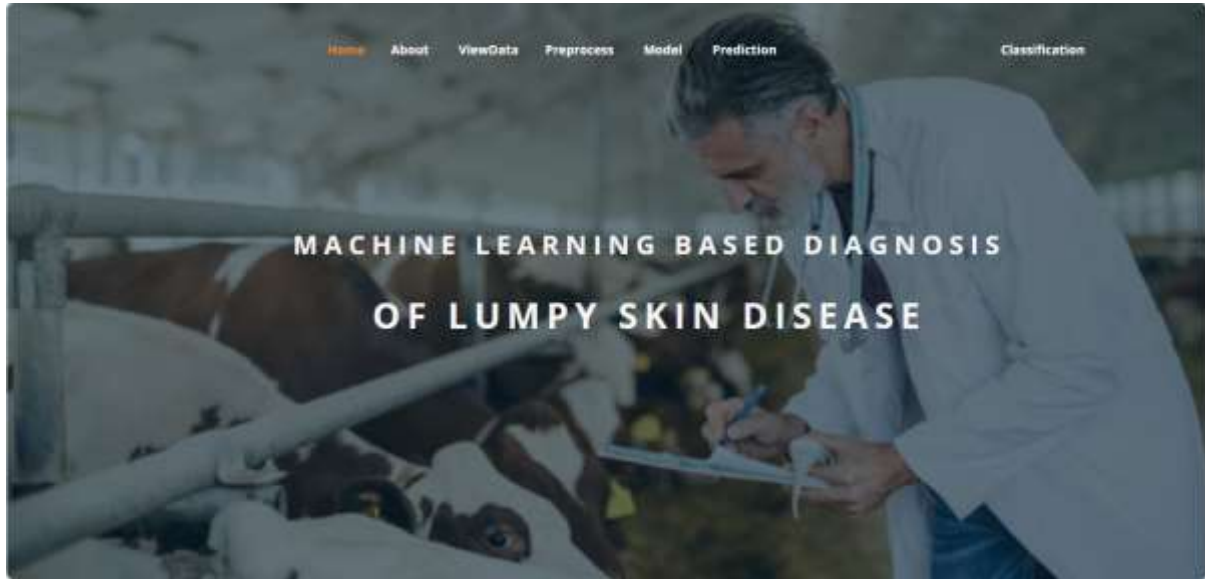 Home About ViewData Preprocess Model Prediction Classification
MACHINE LEARNING BASED DIAGNOSIS
OF LUMPY SKIN DISEASE